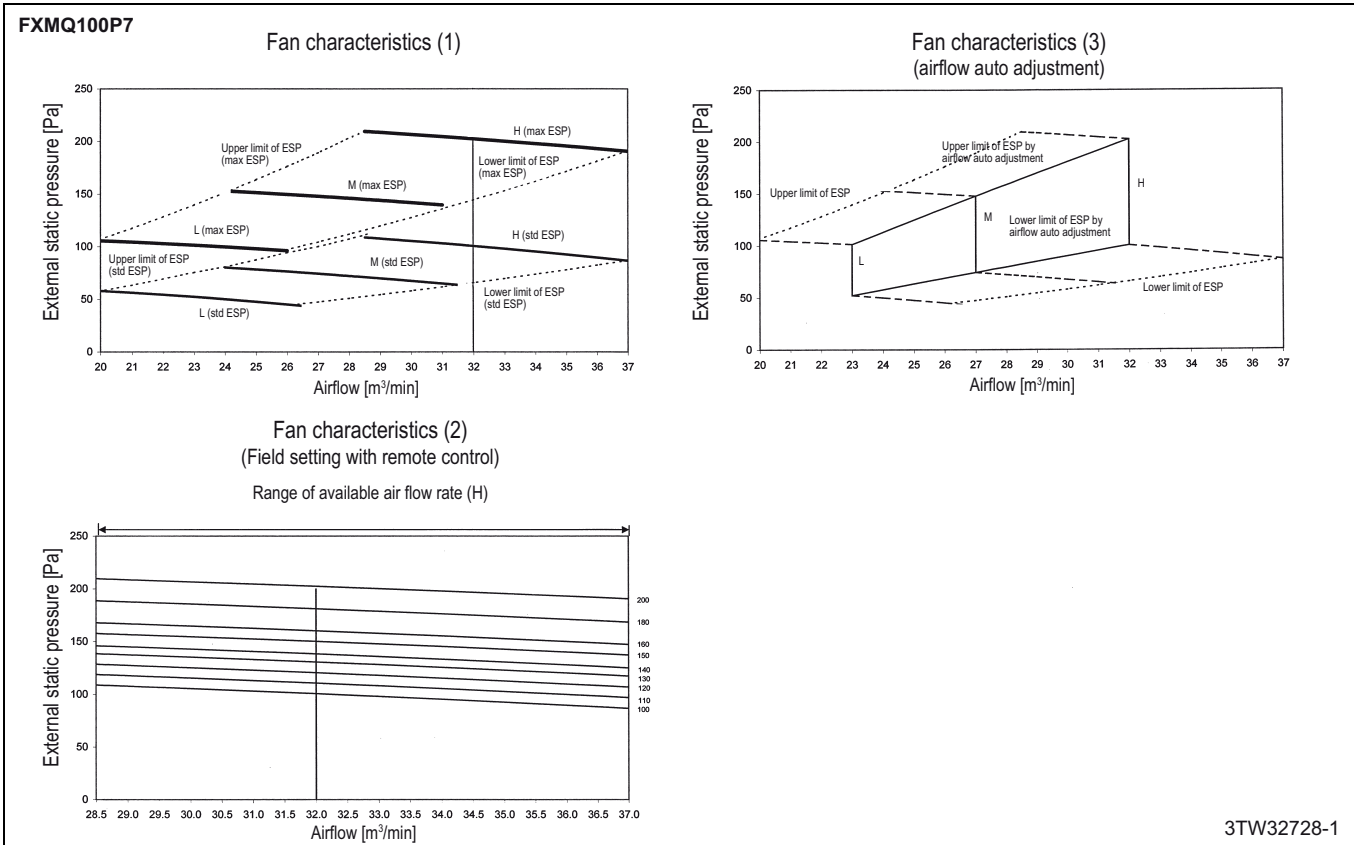 FXMQ100P7
Fan characteristics (1)
External static pressure [Pa]
250
200
150
100
50
0
Upper limit of ESP
(max ESP)
H (max ESP)
Lower limit of ESP
(max ESP)
M (max ESP)
L (max ESP)
Upper limit of ESP
(std ESP)
M (std ESP)
H (std ESP)
Lower limit of ESP
(std ESP)
L (std ESP)
20 21 22 23 24 25 26 27 28 29 30 31 32 33 34 35 36 37
Airflow [m³/min]
Fan characteristics (3)
(airflow auto adjustment)
External static pressure [Pa]
250
200
150
100
50
0
Upper limit of ESP by
airflow auto adjustment
Upper limit of ESP
H
M
Lower limit of ESP by
airflow auto adjustment
L
Lower limit of ESP
20 21 22 23 24 25 26 27 28 29 30 31 32 33 34 35 36 37
Airflow [m³/min]
Fan characteristics (2)
(Field setting with remote control)
Range of available air flow rate (H)
External static pressure [Pa]
250
200
150
100
50
0
200
180
160
150
140
130
120
110
100
28.5 29.0 29.5 30.0 30.5 31.0 31.5 32.0 32.5 33.0 33.5 34.0 34.5 35.0 35.5 36.0 36.5 37.0
Airflow [m³/min]
3TW32728-1